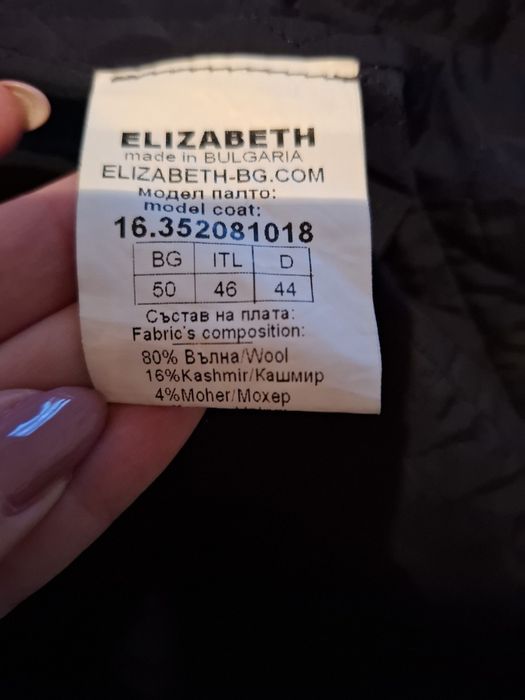 ELIZABETH
made in BULGARIA
ELIZABETH-BG.COM
модел палто:
model coat:
16.352081018
BG ITL D
50 46 44
Състав на плата:
Fabric's composition:
80% Вълна/Wool
16%Kashmir/Кашмир
4%Moher/Мохер